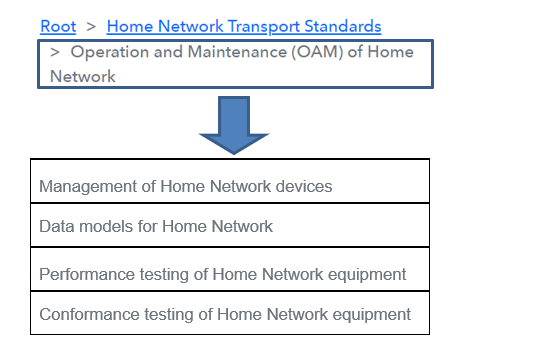 Root > Home Network Transport Standards
> Operation and Maintenance (OAM) of Home
Network
Management of Home Network devices
Data models for Home Network
Performance testing of Home Network equipment
Conformance testing of Home Network equipment